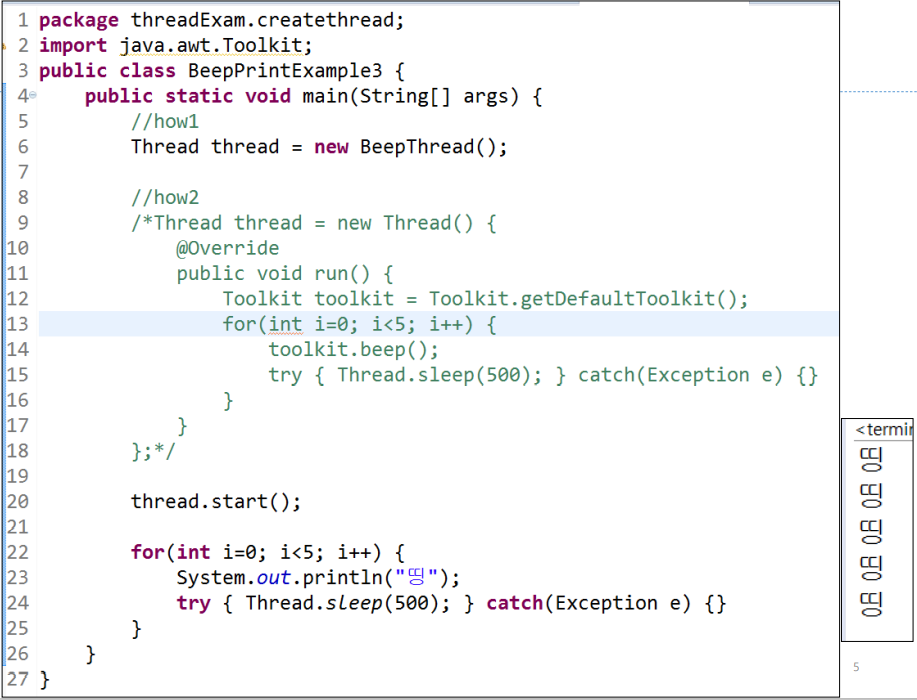 1 package threadExam.createthread;
2 import java.awt.Toolkit;
3 public class BeepPrintExample3 {
4 public static void main(String[] args) {
5 //how1
6 Thread thread = new BeepThread();
7
8 //how2
9 /*Thread thread = new Thread() {
10 @Override
11 public void run() {
12 Toolkit toolkit = Toolkit.getDefaultToolkit();
13 for(int i=0; i<5; i++) {
14 toolkit.beep();
15 try { Thread.sleep(500); } catch(Exception e) {}
16 }
17 }
18 };*/
19
20 thread.start();
21
22 for(int i=0; i<5; i++) {
23 System.out.println("띵");
24 try { Thread.sleep(500); } catch(Exception e) {}
25 }
26 }
27 }
<termin
띵
띵
띵
띵
띵
5